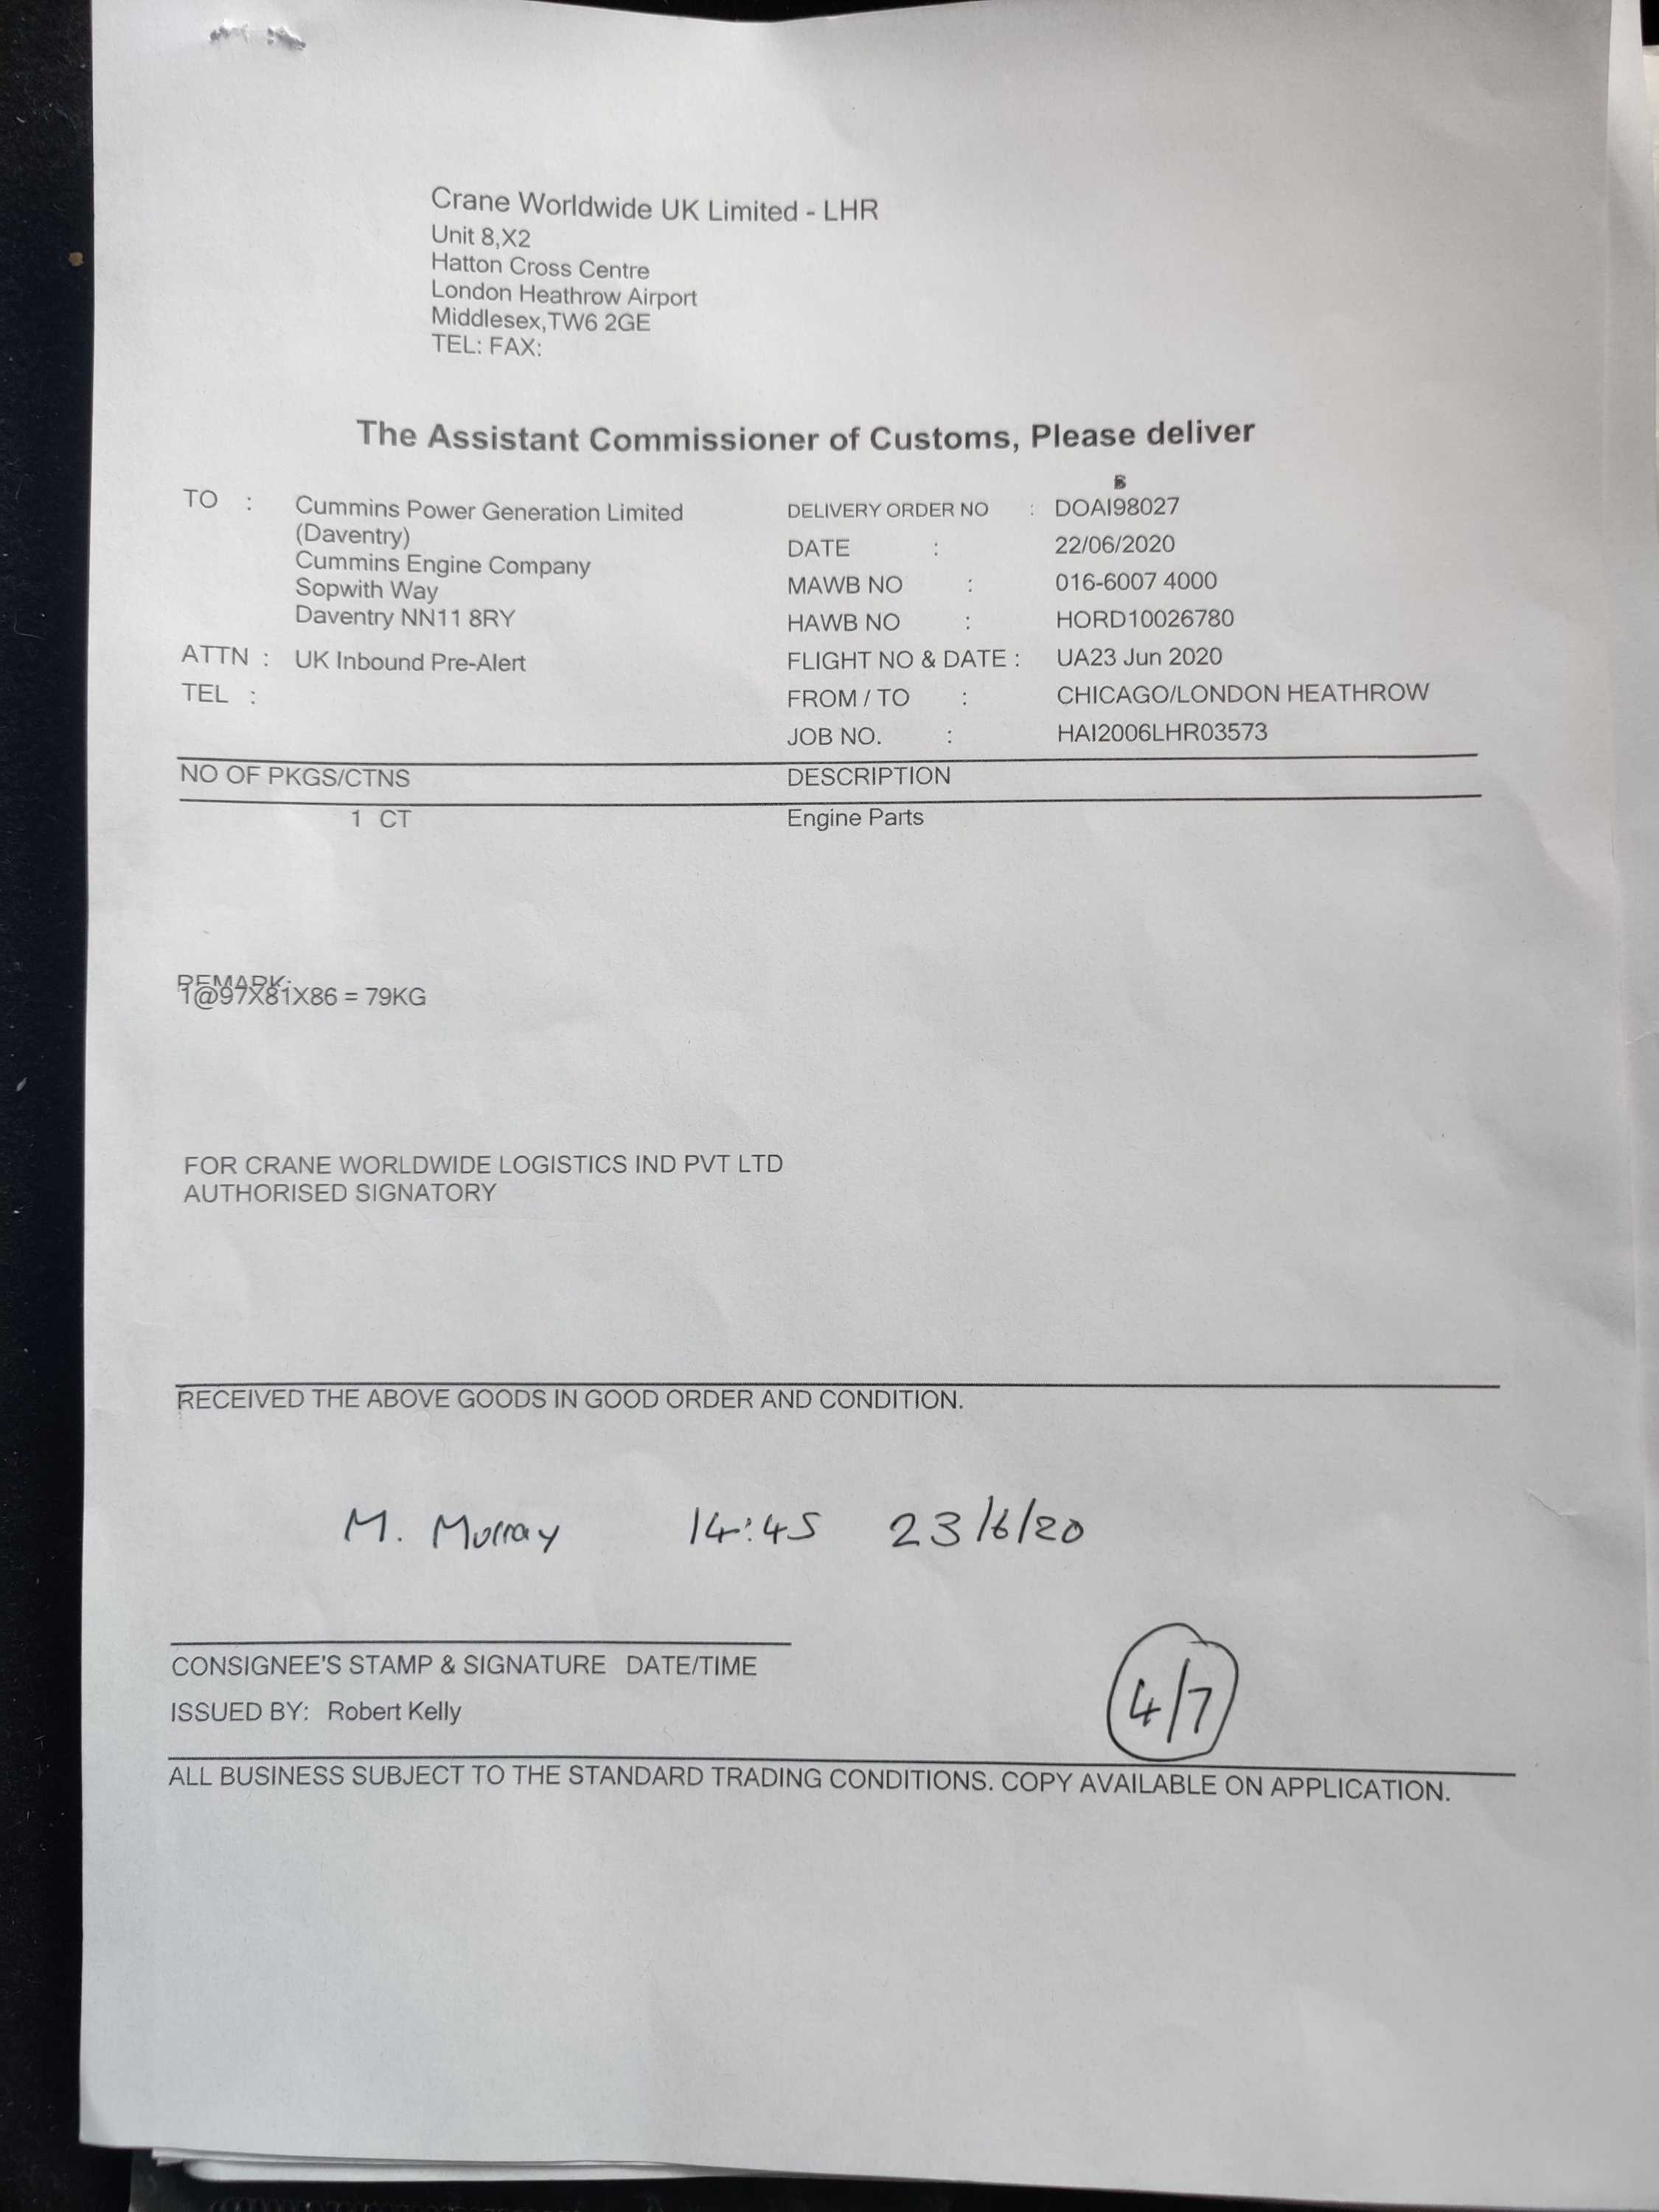 Crane Worldwide UK Limited - LHR
Unit 8,X2
Hatton Cross Centre
London Heathrow Airport
Middlesex,TW6 2GE
TEL: FAX:
The Assistant Commissioner of Customs, Please deliver
TO : Cummins Power Generation Limited
(Daventry)
Cummins Engine Company
Sopwith Way
Daventry NN11 8RY
ATTN : UK Inbound Pre-Alert
TEL :
DELIVERY ORDER NO : DOAI98027
DATE : 22/06/2020
MAWB NO : 016-6007 4000
HAWB NO : HORD10026780
FLIGHT NO & DATE : UA23 Jun 2020
FROM / TO : CHICAGO/LONDON HEATHROW
JOB NO. : HAI2006LHR03573
NO OF PKGS/CTNS DESCRIPTION
1 CT Engine Parts
REMARK:
1@97X81X86 = 79KG
FOR CRANE WORLDWIDE LOGISTICS IND PVT LTD
AUTHORISED SIGNATORY
RECEIVED THE ABOVE GOODS IN GOOD ORDER AND CONDITION.
M. Murray 14:45 23/6/20
CONSIGNEE'S STAMP & SIGNATURE DATE/TIME
ISSUED BY: Robert Kelly
4/7
ALL BUSINESS SUBJECT TO THE STANDARD TRADING CONDITIONS. COPY AVAILABLE ON APPLICATION.